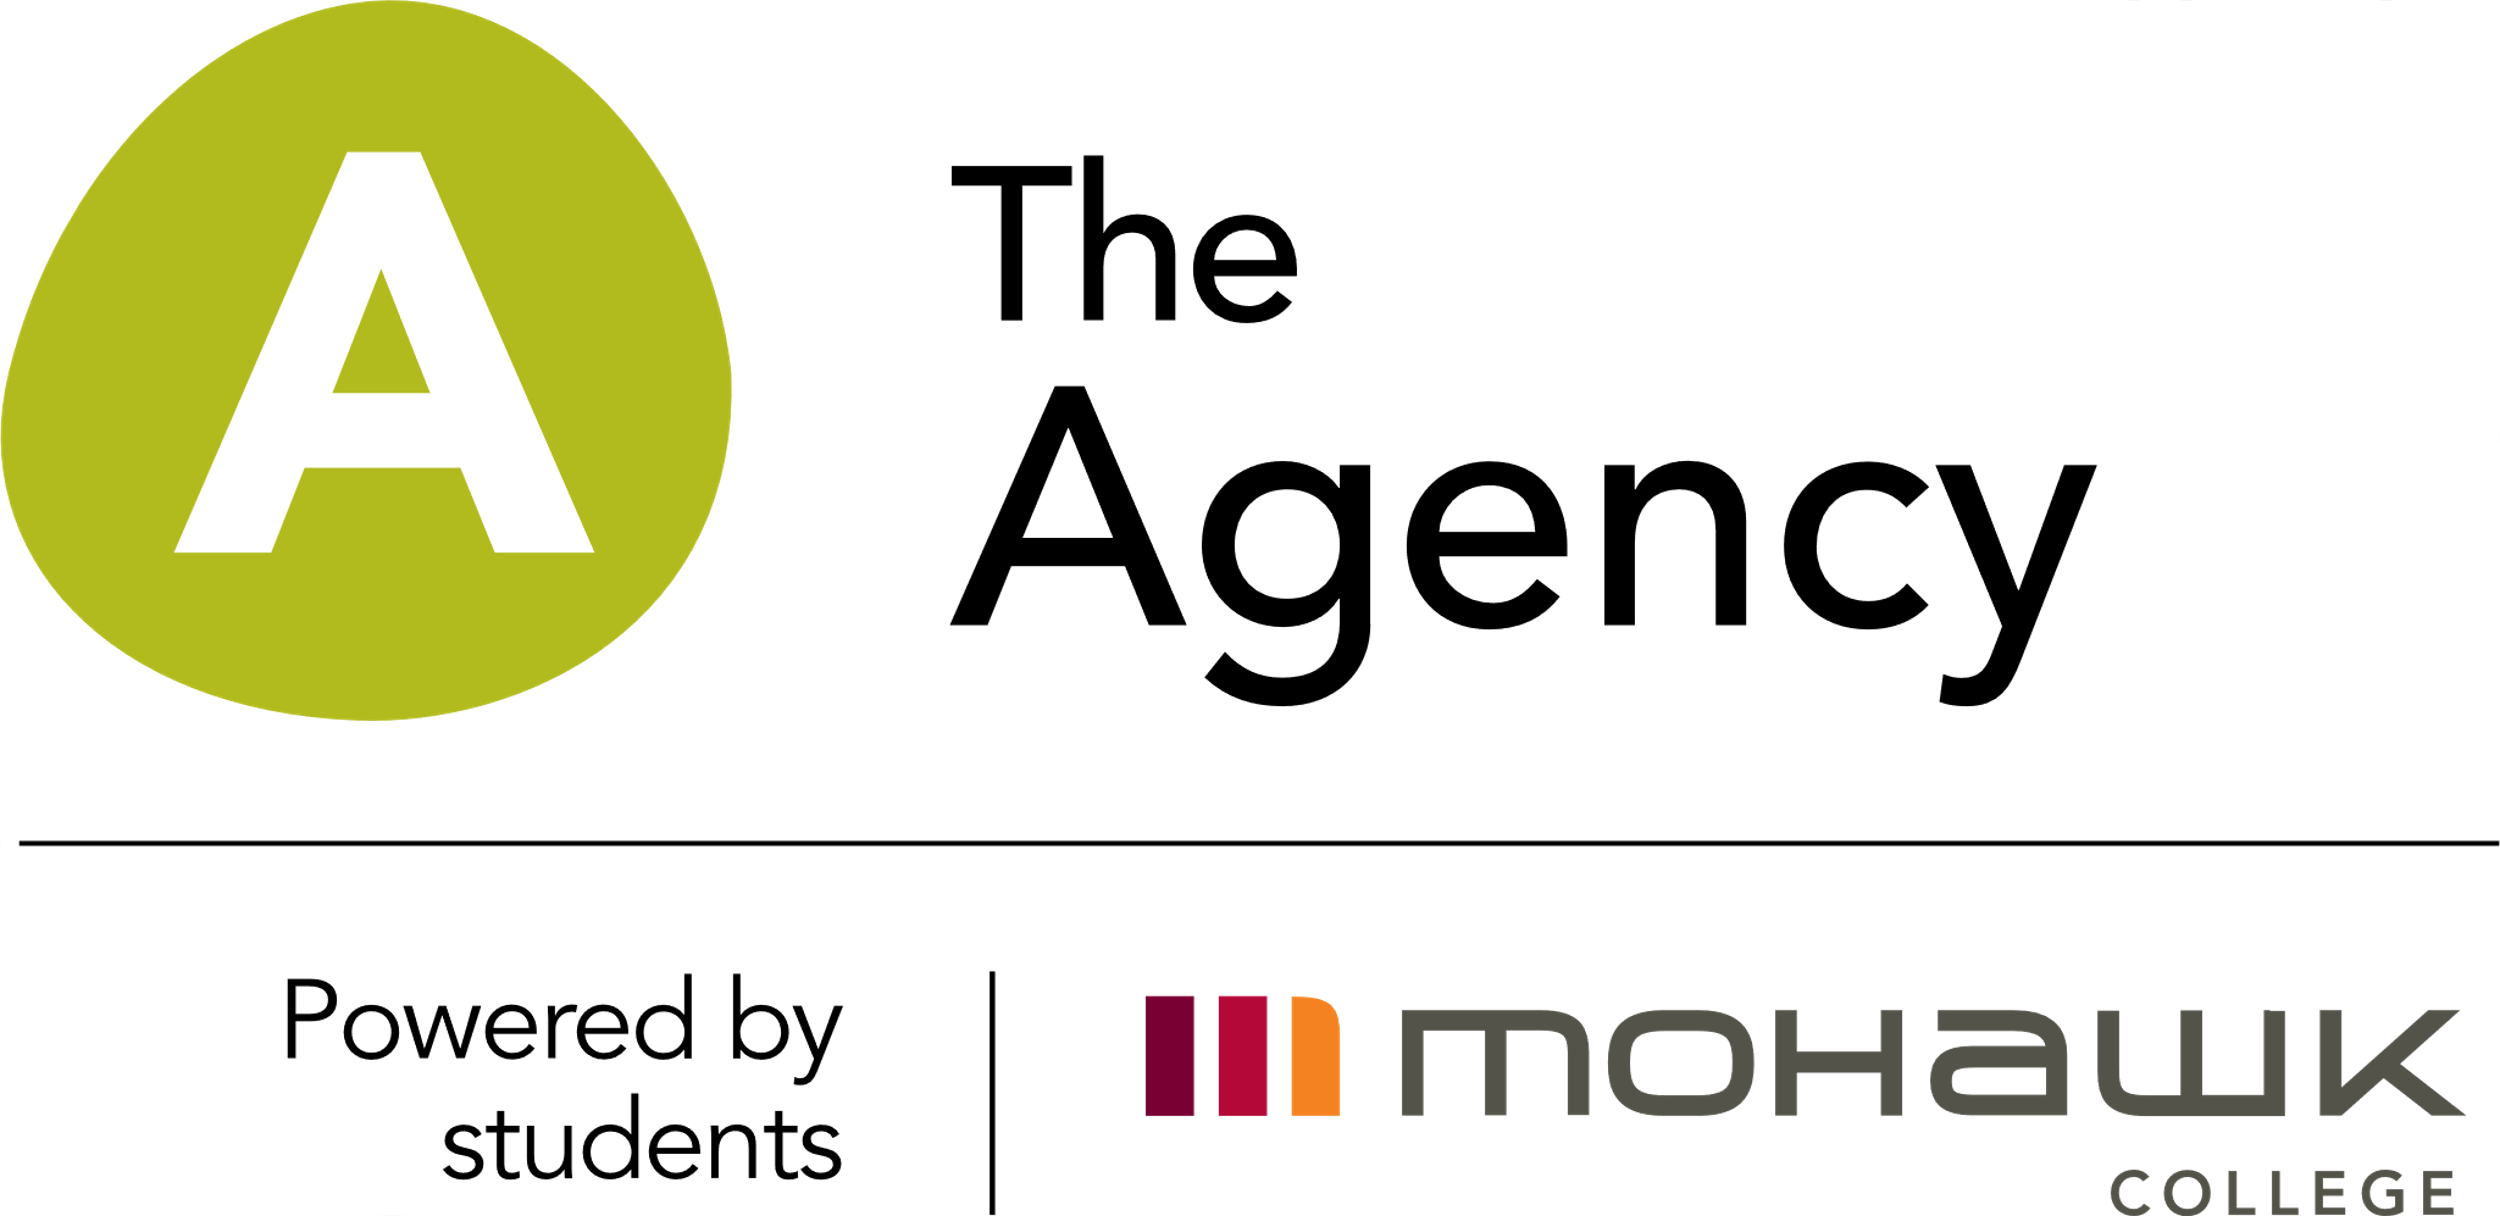 A
The
Agency
Powered by
students
mohawk
COLLEGE